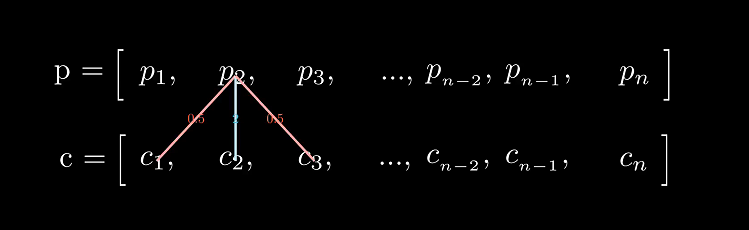 p = [ p₁, p₂, p₃, ..., pₙ₋₂, pₙ₋₁, pₙ ]
0.5 2 0.5
c = [ c₁, c₂, c₃, ..., cₙ₋₂, cₙ₋₁, cₙ ]